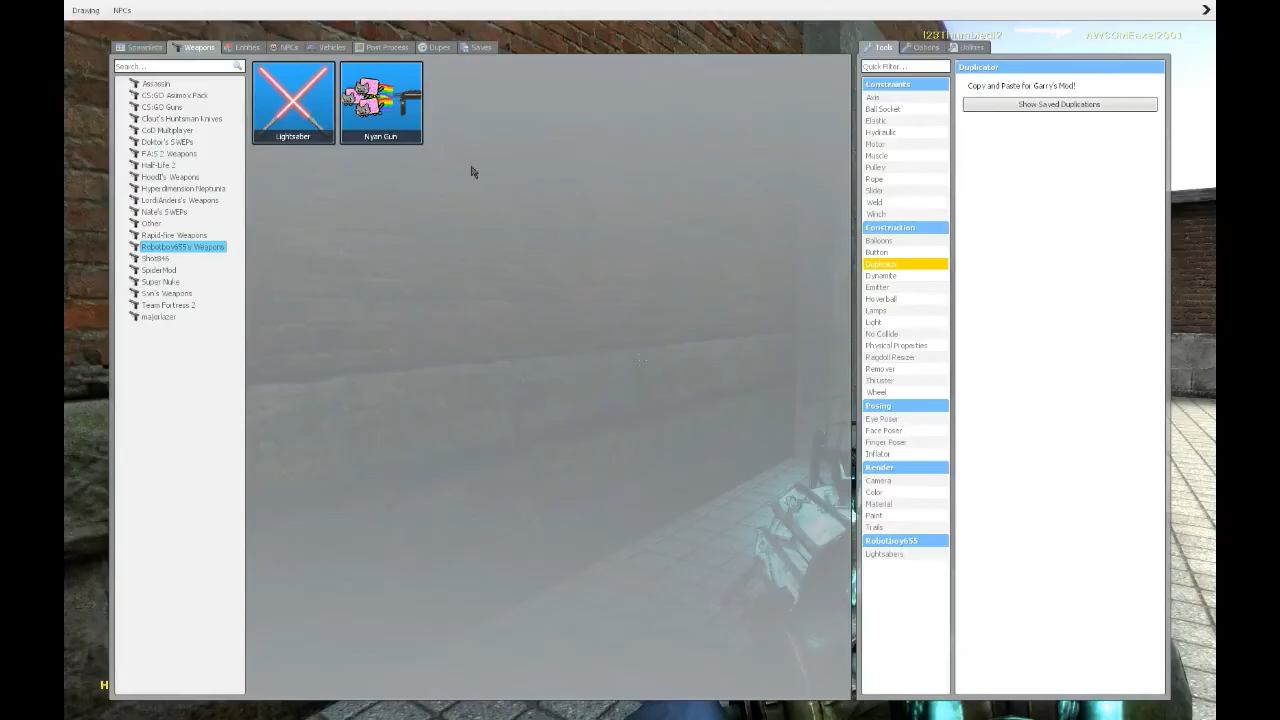 Drawing NPCs
I23Thumbledi2 AWSOMEaxel2001
Spawnlists Weapons Entities NPCs Vehicles Post Process Dupes Saves
Tools Options Utilities
Search...
Assassin
CS:GO Asiimov Pack
CS:GO Guns
Clout's Huntsman Knives
CoD Multiplayer
Doktor's SWEPs
FA:S 2 Weapons
Half-Life 2
Hoodl's Weapons
Hyperdimension Neptunia
LordiAnders's Weapons
Nate's SWEPs
Other
Rapid-fire Weapons
Robotboy655's Weapons
Shot846
SpiderMod
Super Nuke
Syn's Weapons
Team Fortress 2
majorlazer
Lightsaber
Nyan Gun
Quick Filter...
Constraints
Axis
Ball Socket
Elastic
Hydraulic
Motor
Muscle
Pulley
Rope
Slider
Weld
Winch
Construction
Balloons
Button
Duplicator
Dynamite
Emitter
Hoverball
Lamps
Light
No Collide
Physical Properties
Ragdoll Resizer
Remover
Thruster
Wheel
Posing
Eye Poser
Face Poser
Finger Poser
Inflator
Render
Camera
Color
Material
Paint
Trails
Robotboy655
Lightsabers
Duplicator
Copy and Paste for Garry's Mod!
Show Saved Duplications
H